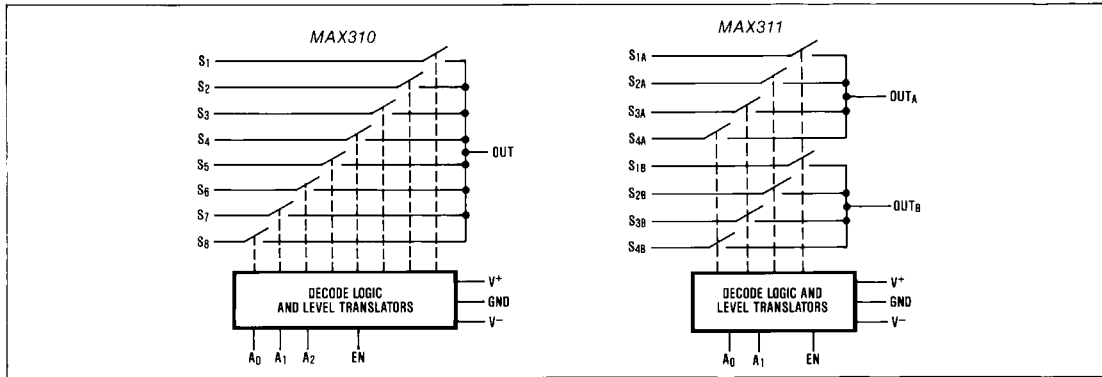 MAX310
S1
S2
S3
S4
S5
S6
S7
S8
OUT
DECODE LOGIC
AND LEVEL TRANSLATORS
V+
GND
V−
A0 A1 A2 EN
MAX311
S1A
S2A
S3A
S4A
S1B
S2B
S3B
S4B
OUTA
OUTB
DECODE LOGIC AND
LEVEL TRANSLATORS
V+
GND
V−
A0 A1 EN